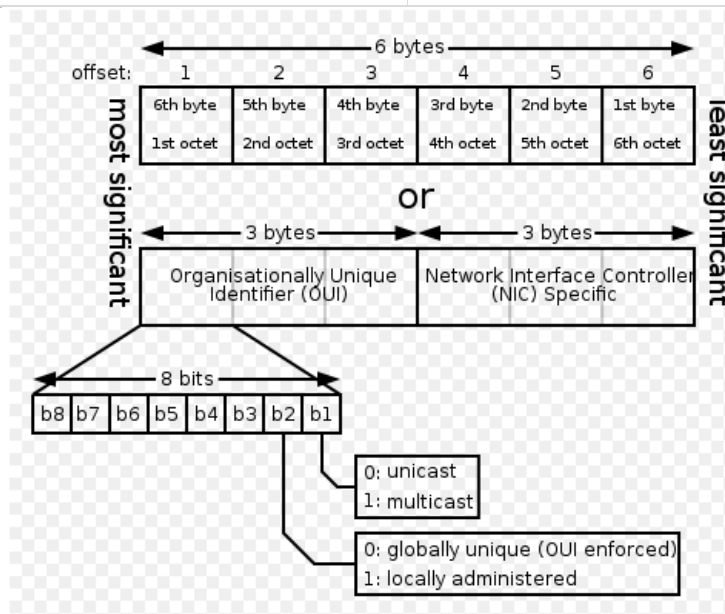 6 bytes
offset: 1 2 3 4 5 6
6th byte 5th byte 4th byte 3rd byte 2nd byte 1st byte
1st octet 2nd octet 3rd octet 4th octet 5th octet 6th octet
most significant
least significant
or
3 bytes 3 bytes
Organisationally Unique
Identifier (OUI)
Network Interface Controller
(NIC) Specific
8 bits
b8 b7 b6 b5 b4 b3 b2 b1
0: unicast
1: multicast
0: globally unique (OUI enforced)
1: locally administered